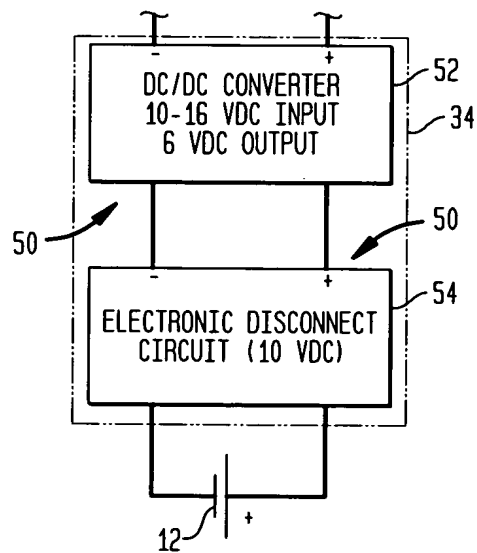 - +
DC/DC CONVERTER
10-16 VDC INPUT
6 VDC OUTPUT
52
34
50
50
- +
54
ELECTRONIC DISCONNECT
CIRCUIT (10 VDC)
12
+